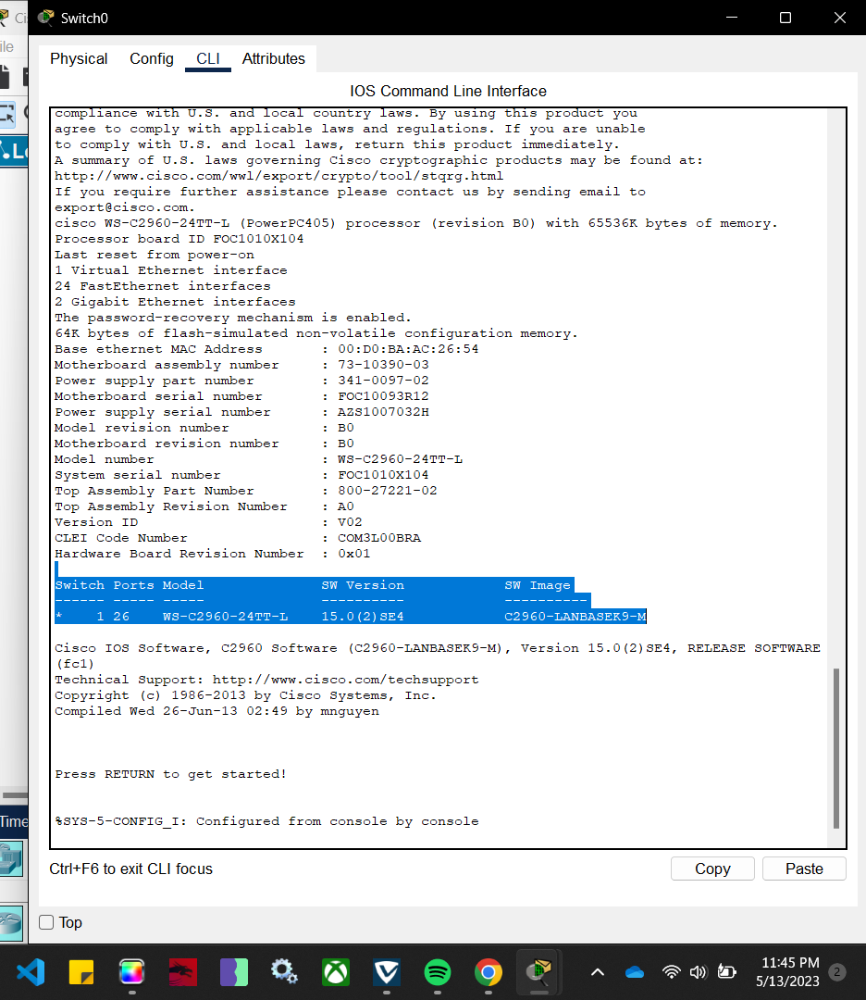 Ci
Switch0
ile
Physical Config CLI Attributes
IOS Command Line Interface
compliance with U.S. and local country laws. By using this product you
agree to comply with applicable laws and regulations. If you are unable
to comply with U.S. and local laws, return this product immediately.
A summary of U.S. laws governing Cisco cryptographic products may be found at:
http://www.cisco.com/wwl/export/crypto/tool/stqrg.html
If you require further assistance please contact us by sending email to
export@cisco.com.
cisco WS-C2960-24TT-L (PowerPC405) processor (revision B0) with 65536K bytes of memory.
Processor board ID FOC1010X104
Last reset from power-on
1 Virtual Ethernet interface
24 FastEthernet interfaces
2 Gigabit Ethernet interfaces
The password-recovery mechanism is enabled.
64K bytes of flash-simulated non-volatile configuration memory.
Base ethernet MAC Address : 00:D0:BA:AC:26:54
Motherboard assembly number : 73-10390-03
Power supply part number : 341-0097-02
Motherboard serial number : FOC10093R12
Power supply serial number : AZS1007032H
Model revision number : B0
Motherboard revision number : B0
Model number : WS-C2960-24TT-L
System serial number : FOC1010X104
Top Assembly Part Number : 800-27221-02
Top Assembly Revision Number : A0
Version ID : V02
CLEI Code Number : COM3L00BRA
Hardware Board Revision Number : 0x01
Switch Ports Model SW Version SW Image
------ ----- ----- ---------- ----------
* 1 26 WS-C2960-24TT-L 15.0(2)SE4 C2960-LANBASEK9-M
Cisco IOS Software, C2960 Software (C2960-LANBASEK9-M), Version 15.0(2)SE4, RELEASE SOFTWARE
(fc1)
Technical Support: http://www.cisco.com/techsupport
Copyright (c) 1986-2013 by Cisco Systems, Inc.
Compiled Wed 26-Jun-13 02:49 by mnguyen
Press RETURN to get started!
%SYS-5-CONFIG_I: Configured from console by console
Time
Ctrl+F6 to exit CLI focus
Copy Paste
Top
11:45 PM
5/13/2023
2